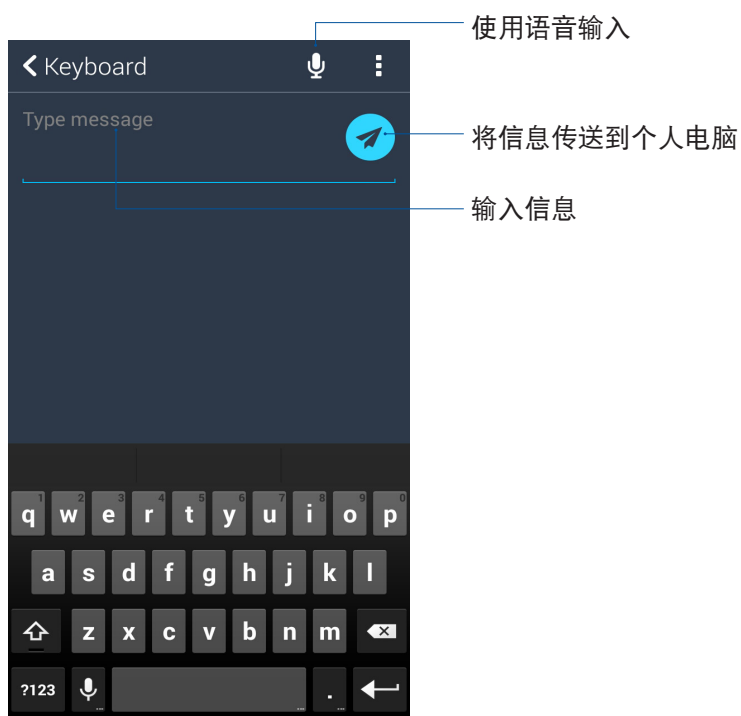 使用语音输入
Keyboard
Type message
将信息传送到个人电脑
输入信息
1 2 3 4 5 6 7 8 9 0
q w e r t y u i o p
a s d f g h j k l
z x c v b n m
?123 ... ... . ...